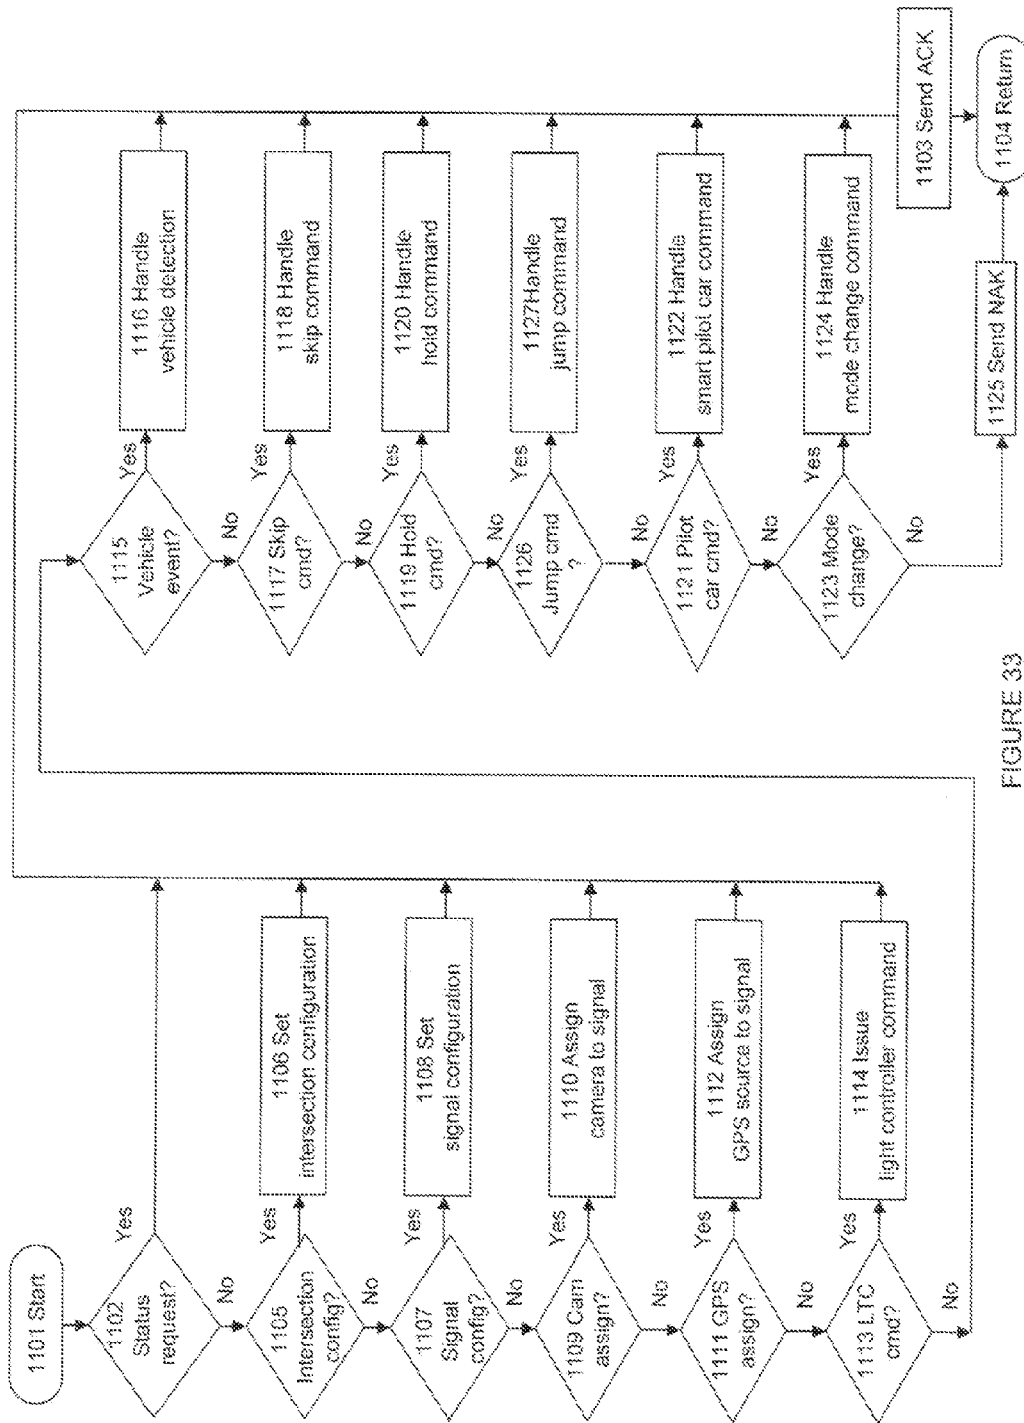 1101 Start
1102
Status
request?
Yes
No
1105
Intersection
config?
Yes
1106 Set
intersection configuration
No
1107
Signal
config?
Yes
1108 Set
signal configuration
No
1109 Cam
assign?
Yes
1110 Assign
camera to signal
No
1111 GPS
assign?
Yes
1112 Assign
GPS source to signal
No
1113 LTC
cmd?
Yes
1114 Issue
light controller command
No
1115
Vehicle
event?
Yes
1116 Handle
vehicle detection
No
1117 Skip
cmd?
Yes
1118 Handle
skip command
No
1119 Hold
cmd?
Yes
1120 Handle
hold command
No
1126
Jump cmd
?
Yes
1127Handle
jump command
No
1121 Pilot
car cmd?
Yes
1122 Handle
smart pilot car command
No
1123 Mode
change?
Yes
1124 Handle
mode change command
No
1125 Send NAK
1103 Send ACK
1104 Return
FIGURE 33